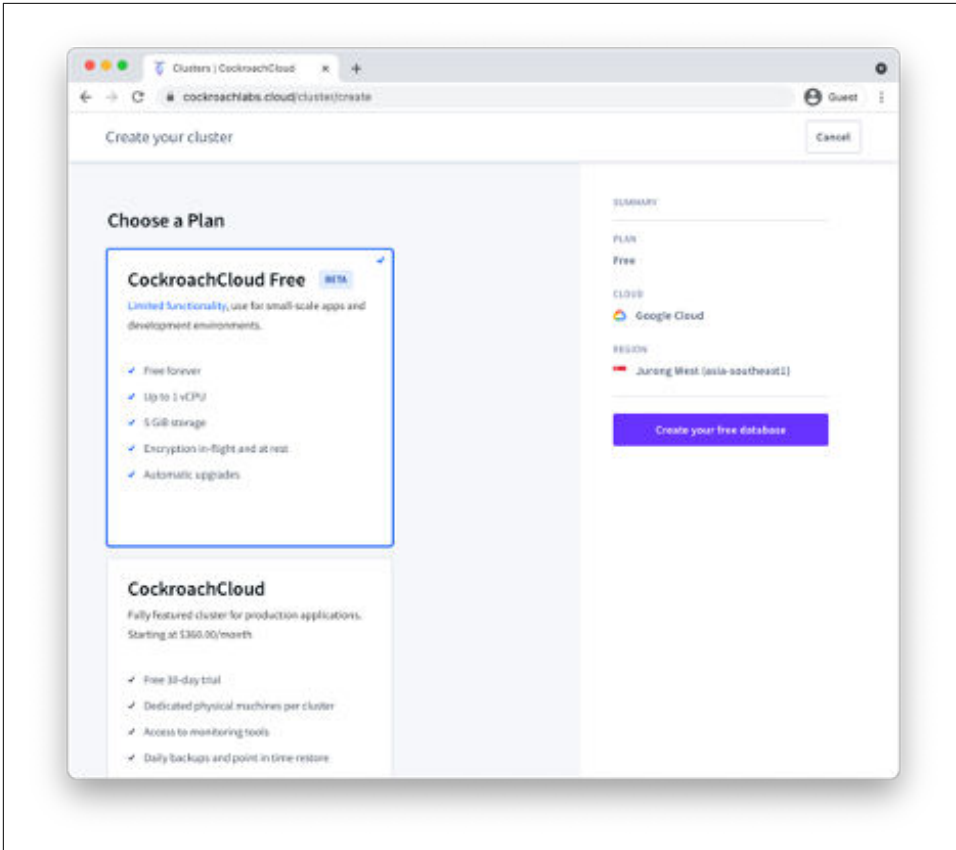 Clusters | CockroachCloud
cockroachlabs.cloud/cluster/create
Guest
Create your cluster
Cancel
Choose a Plan
CockroachCloud Free BETA
Limited functionality, use for small-scale apps and
development environments.
Free forever
Up to 1 vCPU
5 GiB storage
Encryption in-flight and at rest
Automatic upgrades
CockroachCloud
Fully featured cluster for production applications.
Starting at $360.00/month
Free 30-day trial
Dedicated physical machines per cluster
Access to monitoring tools
Daily backups and point in time restore
SUMMARY
PLAN
Free
CLOUD
Google Cloud
REGION
Jurong West (asia-southeast1)
Create your free database